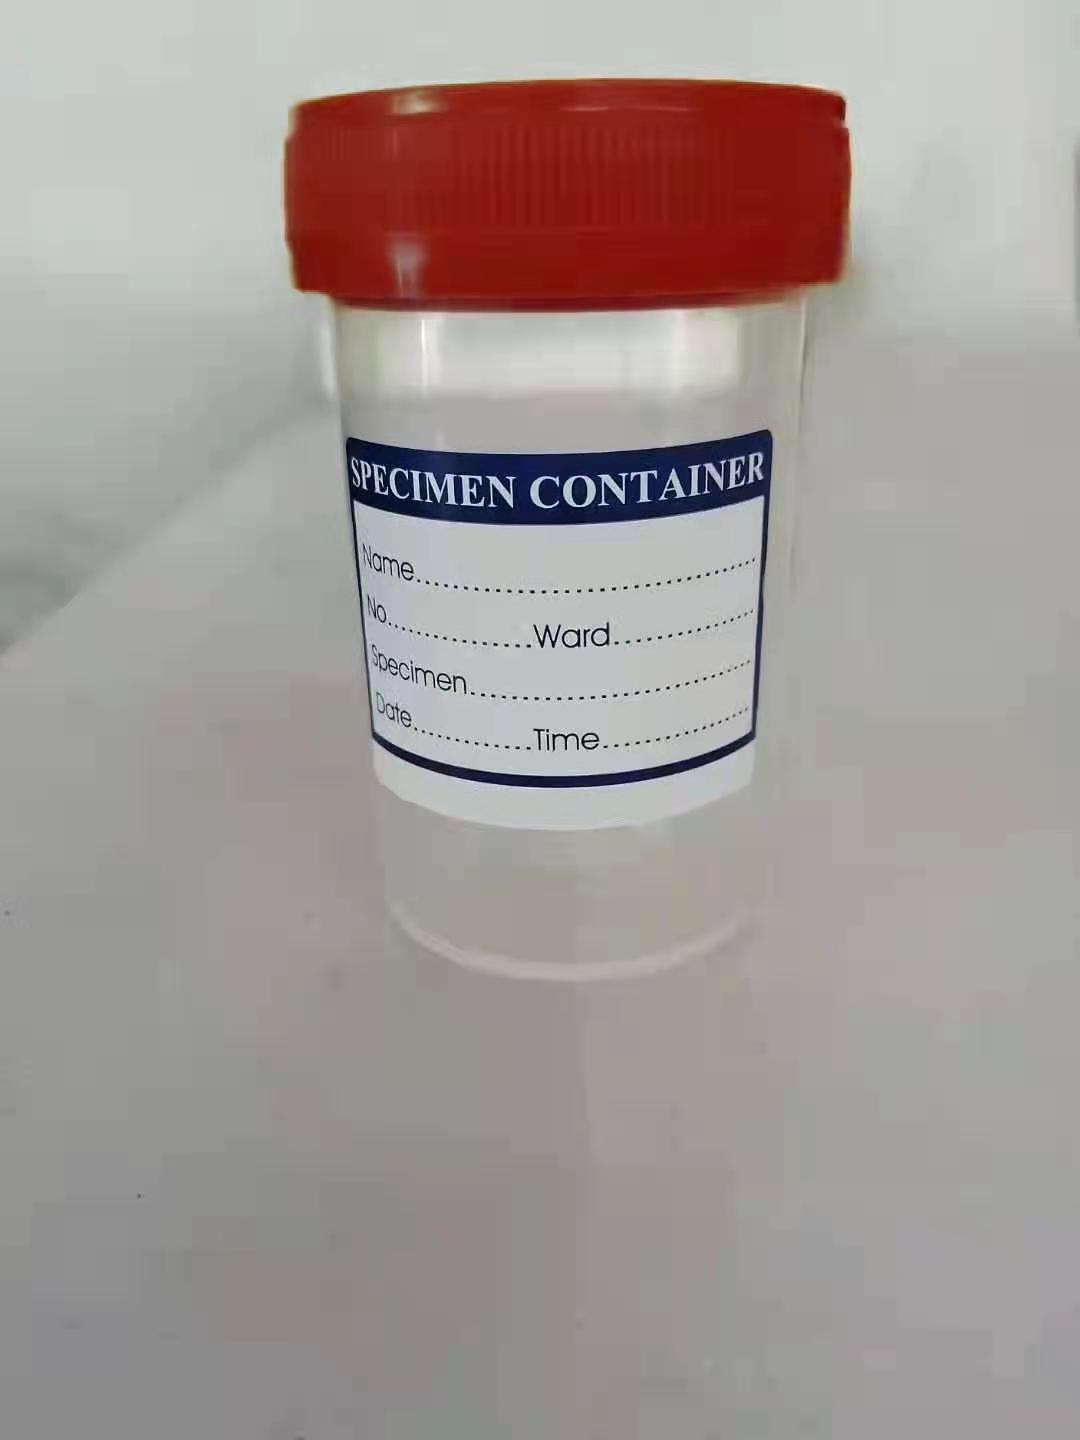 SPECIMEN CONTAINER
Name........................................
No................Ward................
Specimen................................
Date.............Time.................